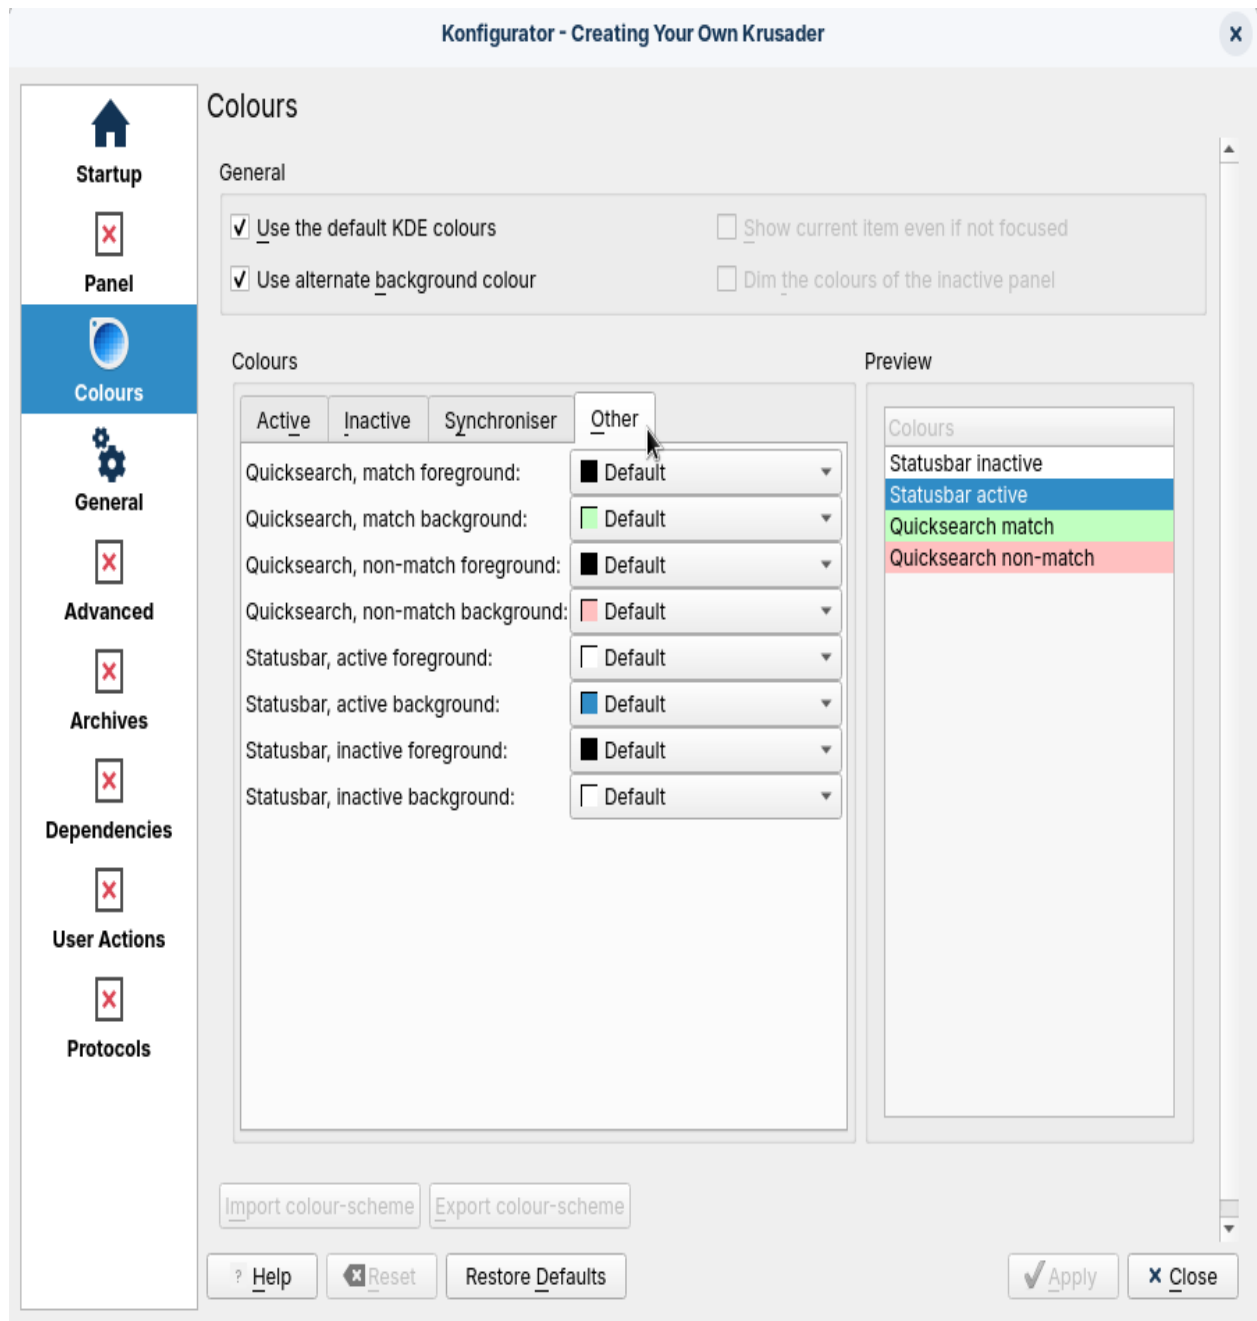 Konfigurator - Creating Your Own Krusader
Startup
Panel
Colours
General
Advanced
Archives
Dependencies
User Actions
Protocols
Colours
General
Use the default KDE colours
Show current item even if not focused
Use alternate background colour
Dim the colours of the inactive panel
Colours
Active Inactive Synchroniser Other
Quicksearch, match foreground: Default
Quicksearch, match background: Default
Quicksearch, non-match foreground: Default
Quicksearch, non-match background: Default
Statusbar, active foreground: Default
Statusbar, active background: Default
Statusbar, inactive foreground: Default
Statusbar, inactive background: Default
Preview
Colours
Statusbar inactive
Statusbar active
Quicksearch match
Quicksearch non-match
Import colour-scheme Export colour-scheme
? Help Reset Restore Defaults Apply Close